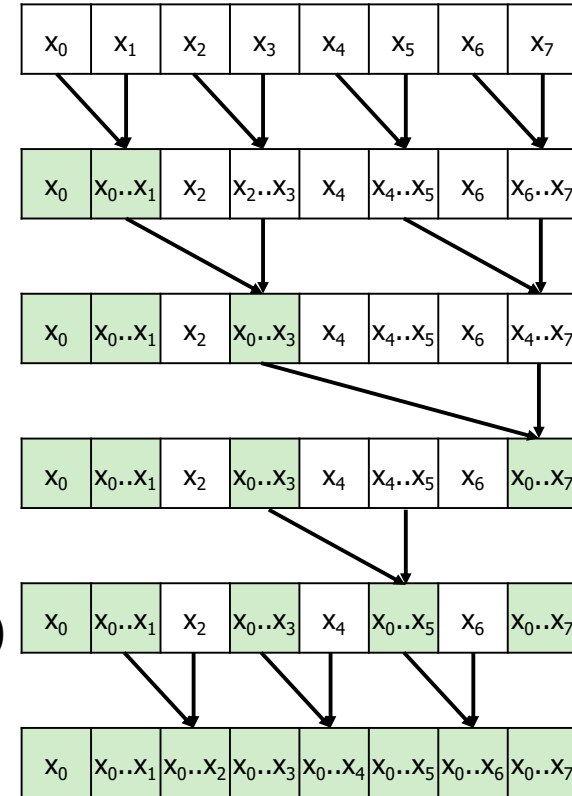 x₀ x₁ x₂ x₃ x₄ x₅ x₆ x₇
x₀ x₀..x₁ x₂ x₂..x₃ x₄ x₄..x₅ x₆ x₆..x₇
x₀ x₀..x₁ x₂ x₀..x₃ x₄ x₄..x₅ x₆ x₄..x₇
x₀ x₀..x₁ x₂ x₀..x₃ x₄ x₄..x₅ x₆ x₀..x₇
) x₀ x₀..x₁ x₂ x₀..x₃ x₄ x₀..x₅ x₆ x₀..x₇
x₀ x₀..x₁ x₀..x₂ x₀..x₃ x₀..x₄ x₀..x₅ x₀..x₆ x₀..x₇